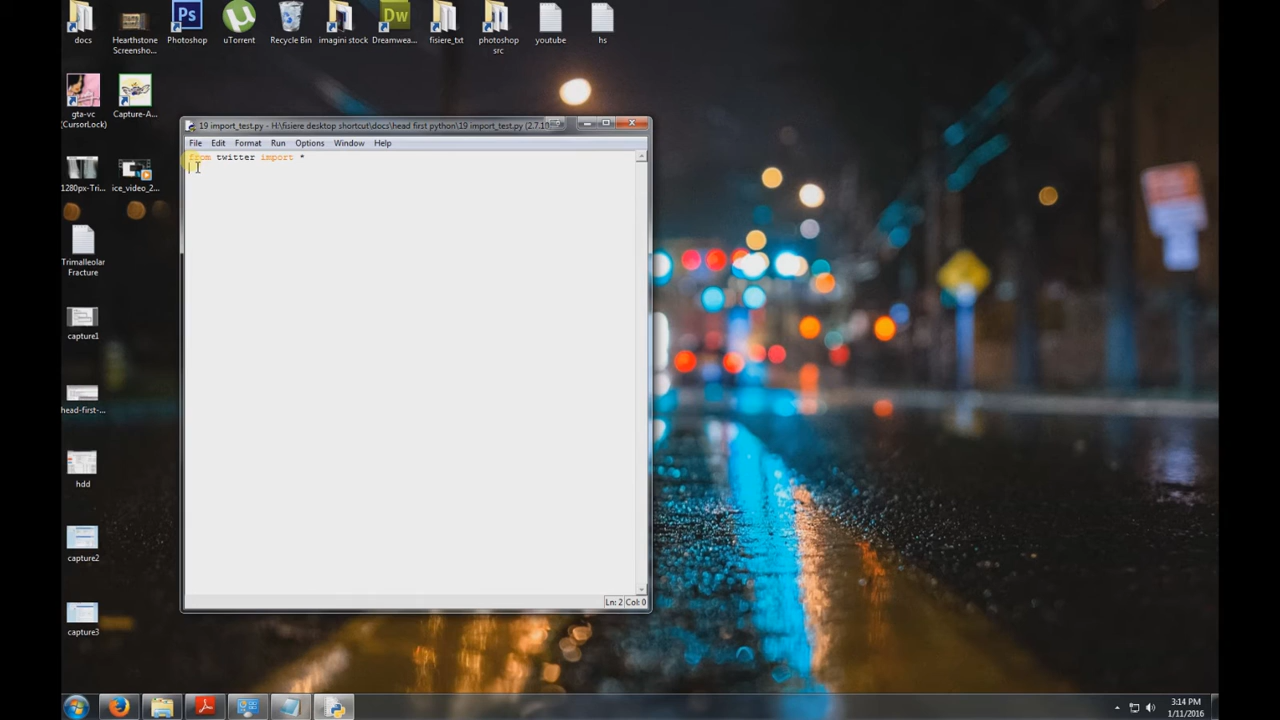 docs
Hearthstone
Screensho...
Photoshop
uTorrent
Recycle Bin
imagini stock
Dreamwea...
fisiere_txt
photoshop
src
youtube
hs
gta-vc
(CursorLock)
Capture-A...
1280px-Tri...
ice_video_2...
Trimalleolar
Fracture
capture1
head-first-...
hdd
capture2
capture3
19 import_test.py - H:\fisiere desktop shortcut\docs\head first python\19 import_test.py (2.7.10
File Edit Format Run Options Window Help
from twitter import *
Ln: 2 Col: 0
3:14 PM
1/11/2016
Ps
Dw